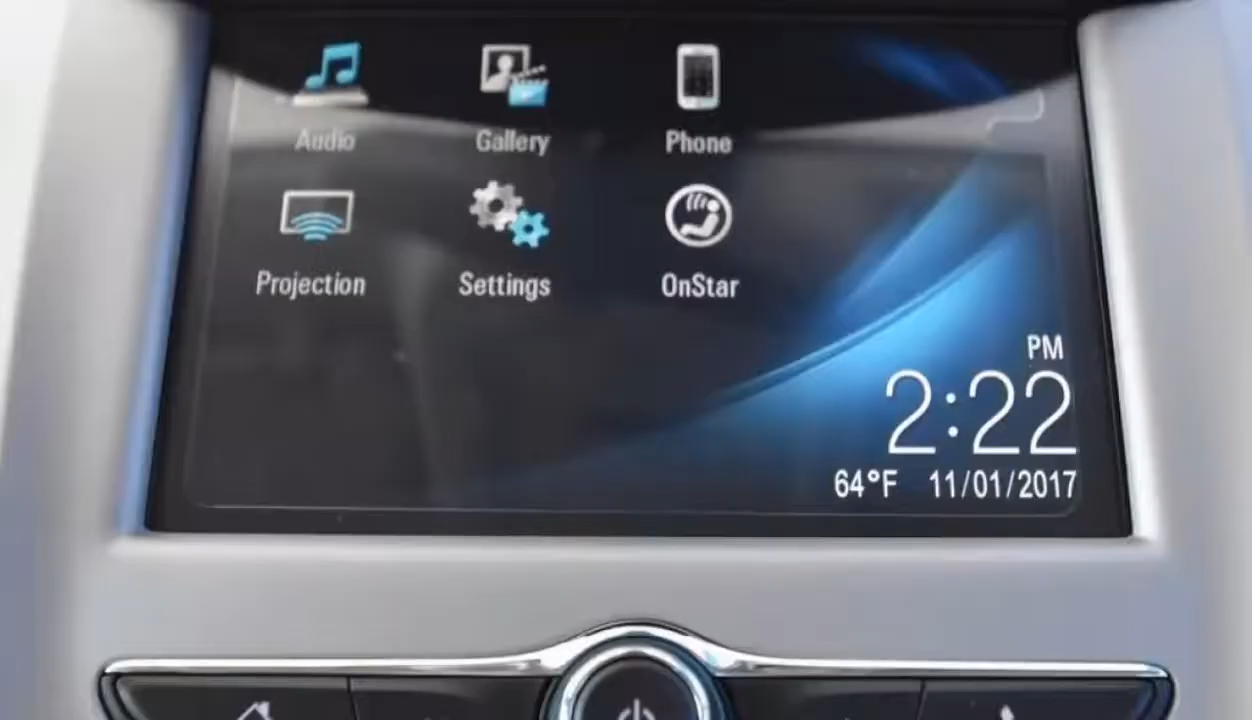 Audio Gallery Phone
Projection Settings OnStar
PM
2:22
64°F 11/01/2017